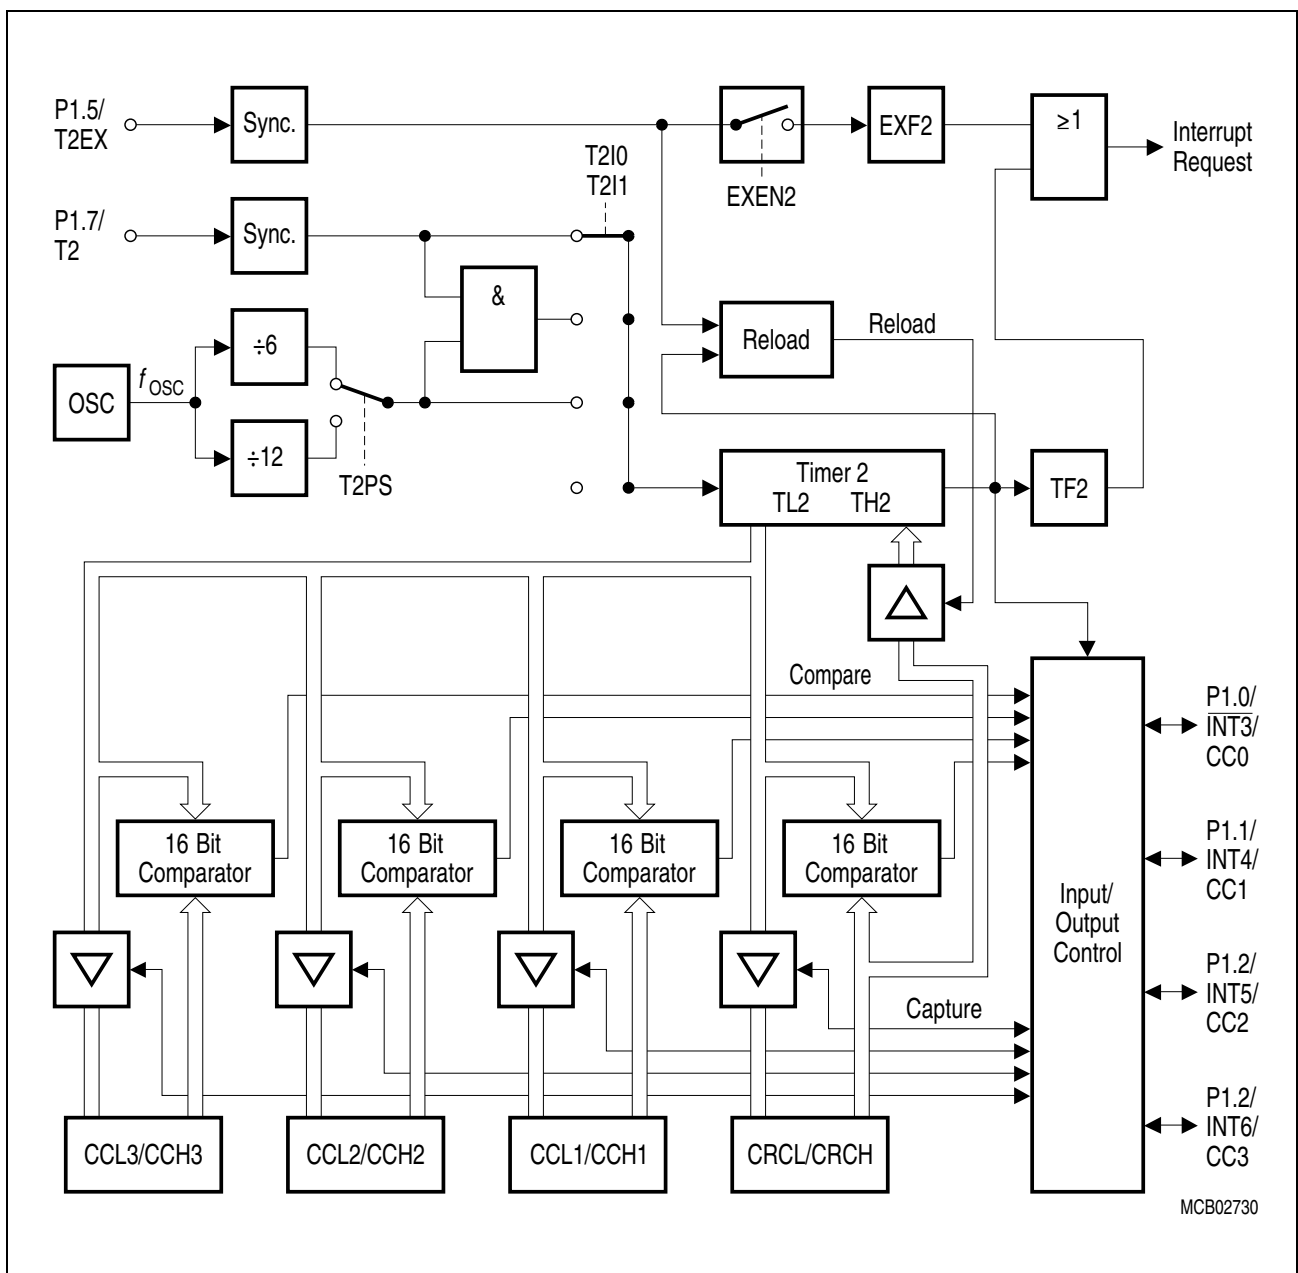 P1.5/
T2EX
Sync.
EXF2
≥1
Interrupt
Request
EXEN2
T2I0
T2I1
P1.7/
T2
Sync.
&
÷6
OSC
f OSC
÷12
T2PS
Reload
Reload
Timer 2
TL2 TH2
TF2
Compare
16 Bit
Comparator
16 Bit
Comparator
16 Bit
Comparator
16 Bit
Comparator
Input/
Output
Control
P1.0/
INT3/
CC0
P1.1/
INT4/
CC1
P1.2/
INT5/
CC2
P1.2/
INT6/
CC3
Capture
CCL3/CCH3
CCL2/CCH2
CCL1/CCH1
CRCL/CRCH
MCB02730